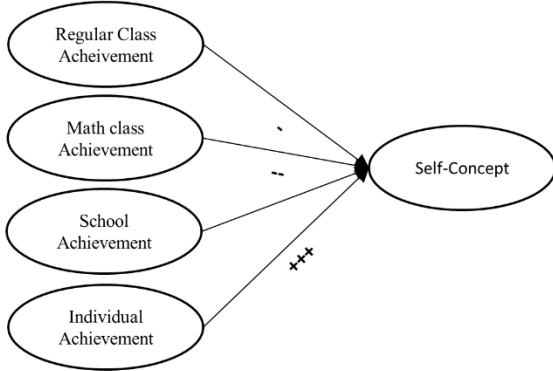 Regular Class
Acheivement
-
Math class
Achievement
--
Self-Concept
School
Achievement
+++
Individual
Achievement